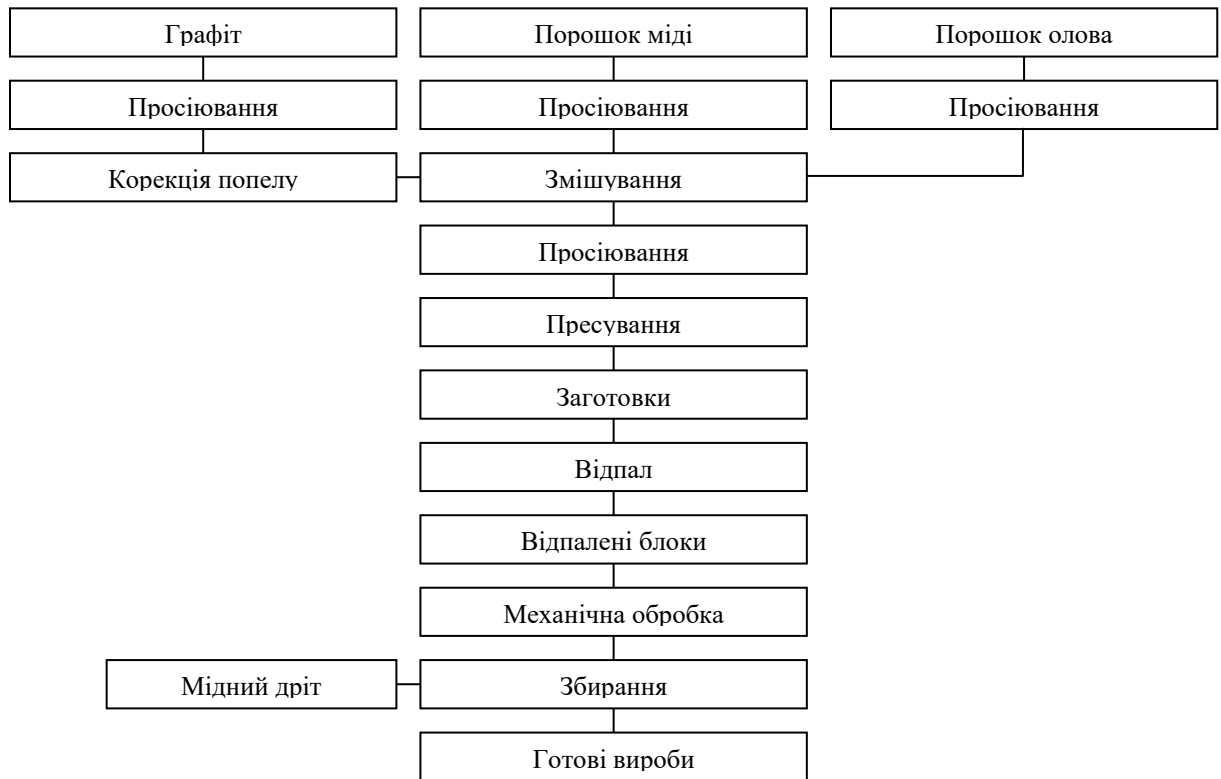 Графіт
Порошок міді
Порошок олова
Просіювання
Просіювання
Просіювання
Корекція попелу
Змішування
Просіювання
Пресування
Заготовки
Відпал
Відпалені блоки
Механічна обробка
Мідний дріт
Збирання
Готові вироби